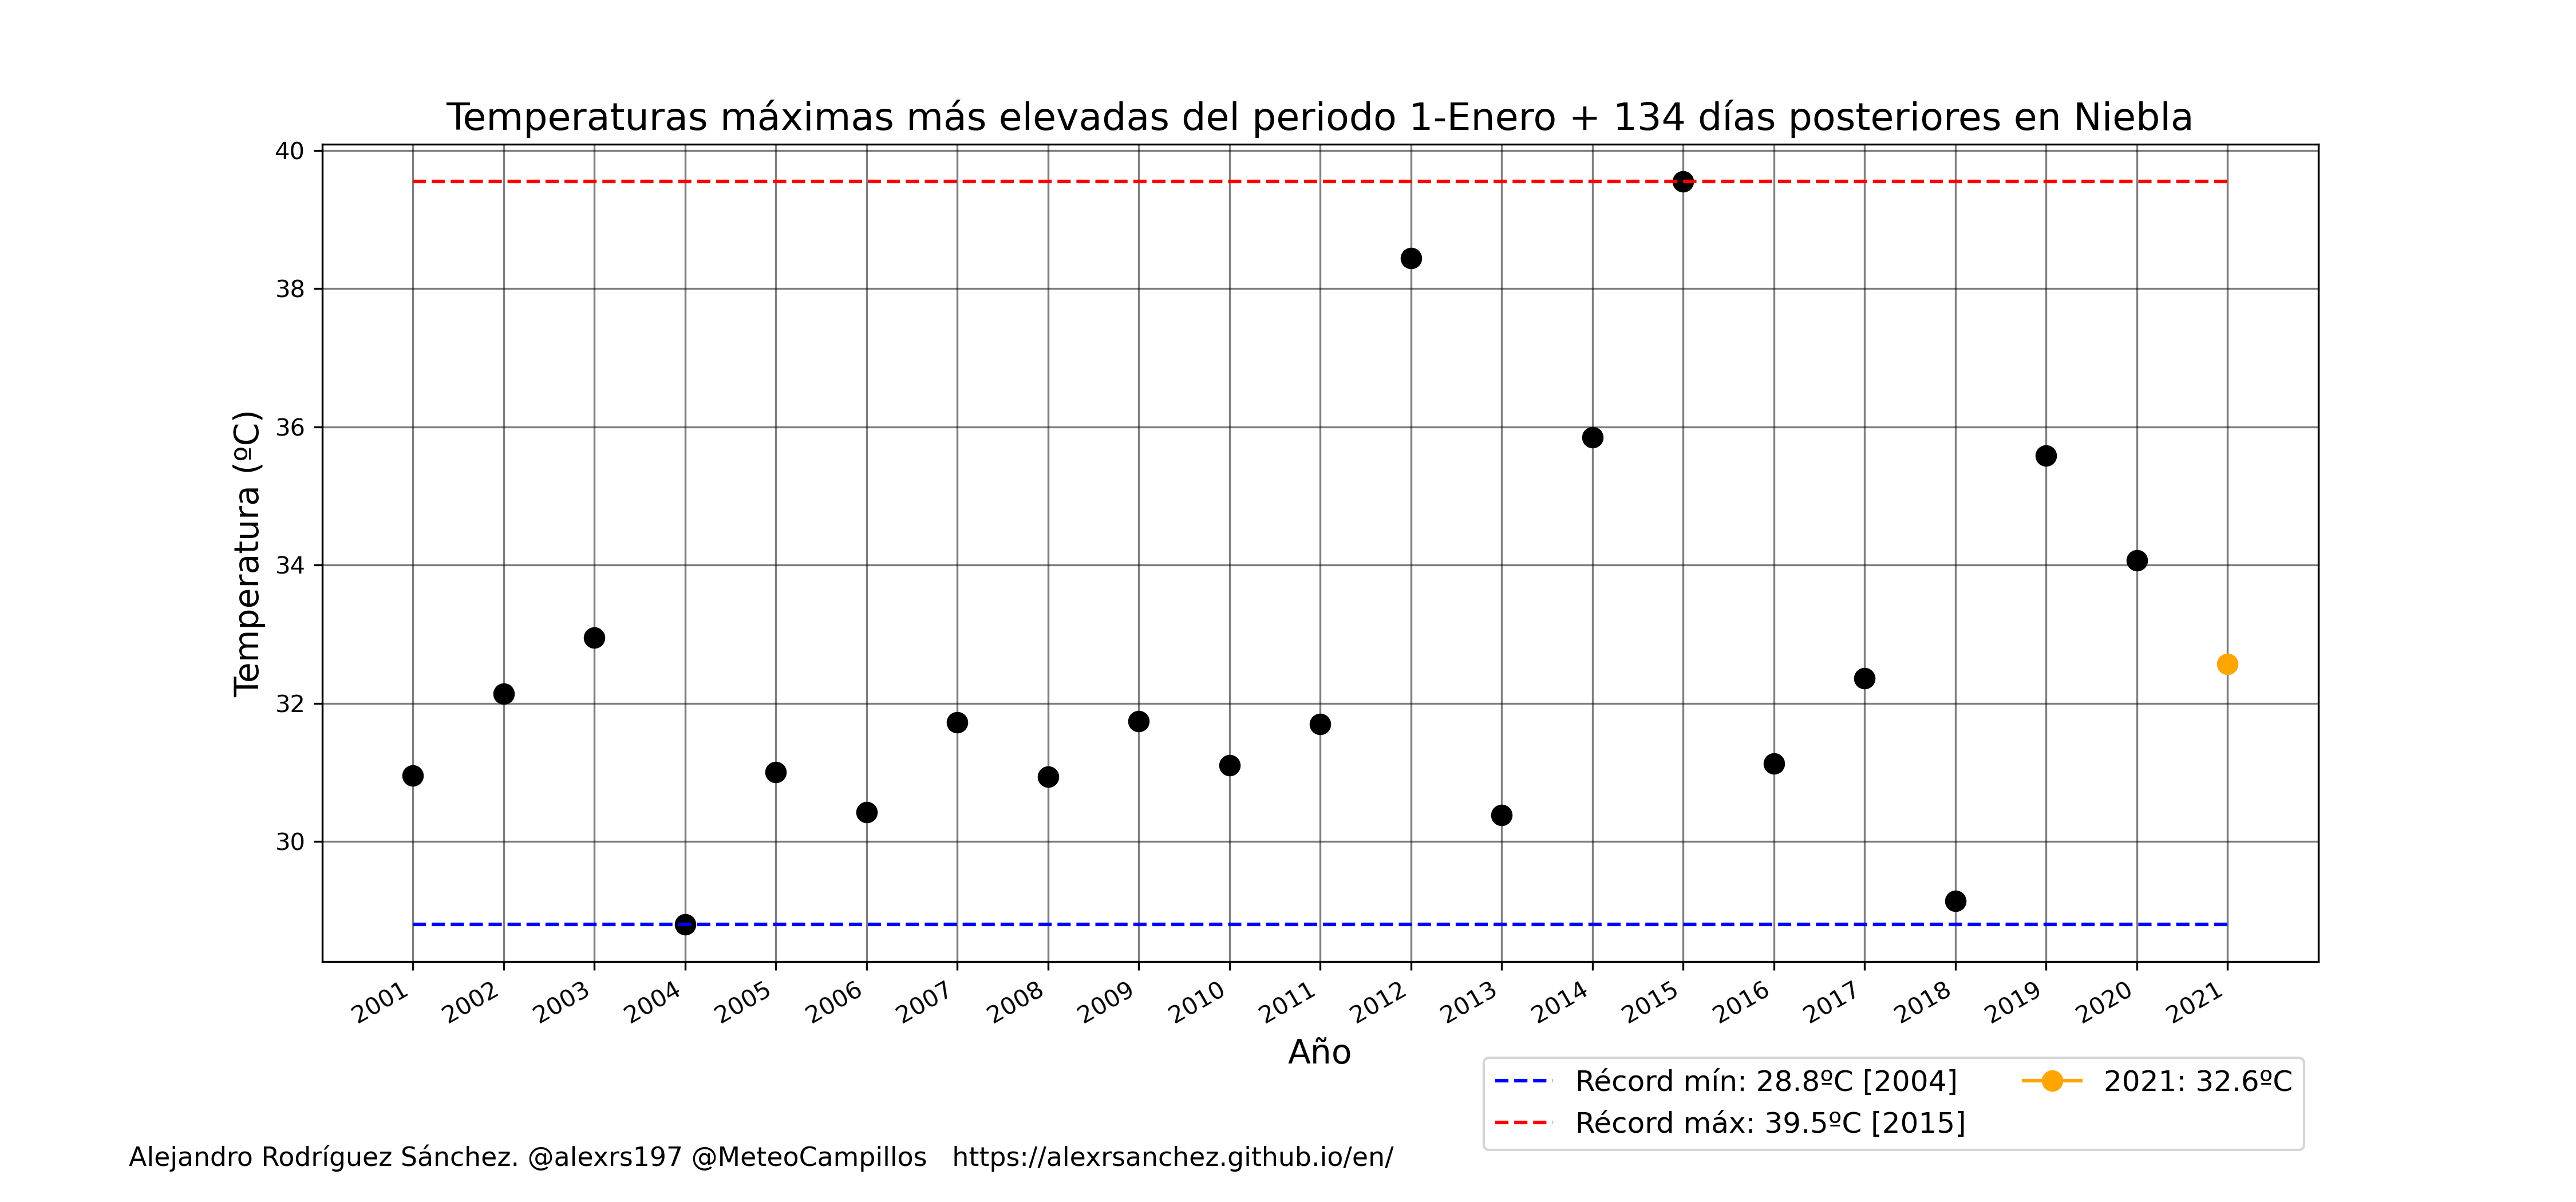 Temperaturas máximas más elevadas del periodo 1-Enero + 134 días posteriores en Niebla
Temperatura (ºC)
40
38
36
34
32
30
2001 2002 2003 2004 2005 2006 2007 2008 2009 2010 2011 2012 2013 2014 2015 2016 2017 2018 2019 2020 2021
Año
Récord mín: 28.8ºC [2004]
Récord máx: 39.5ºC [2015]
2021: 32.6ºC
Alejandro Rodríguez Sánchez. @alexrs197 @MeteoCampillos https://alexrsanchez.github.io/en/